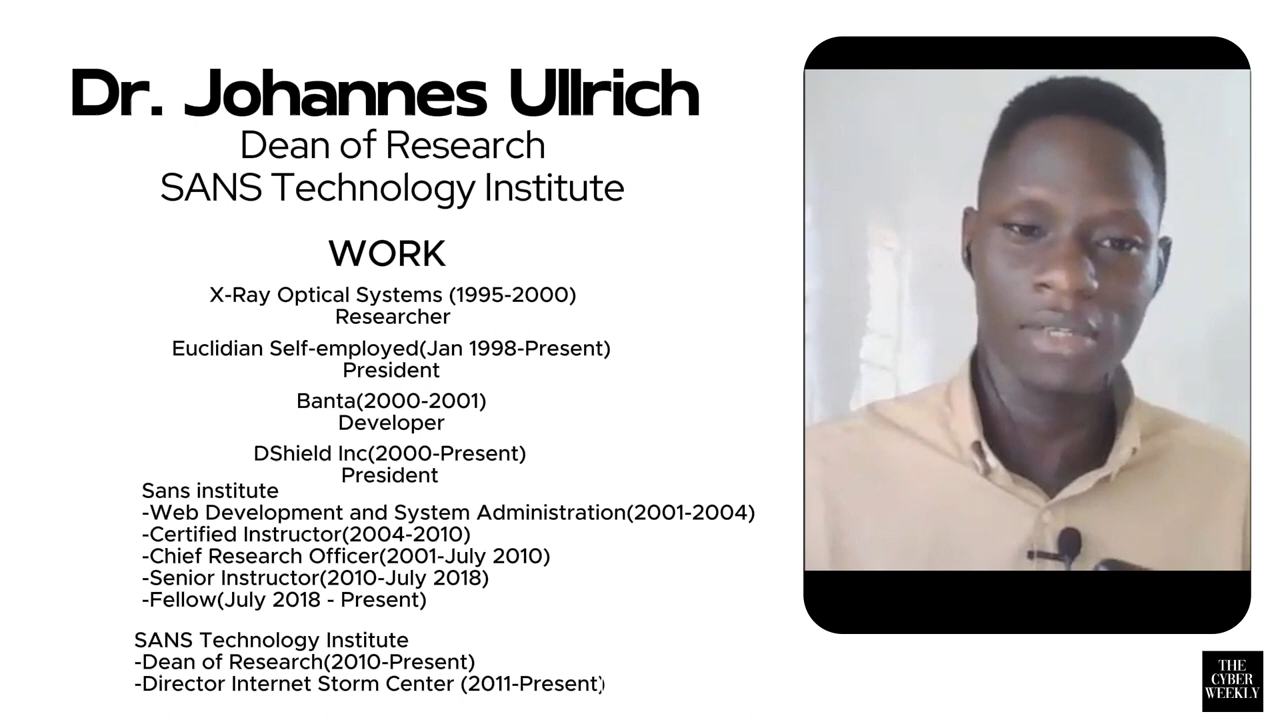 Dr. Johannes Ullrich
Dean of Research
SANS Technology Institute
WORK
X-Ray Optical Systems (1995-2000)
Researcher
Euclidian Self-employed(Jan 1998-Present)
President
Banta(2000-2001)
Developer
DShield Inc(2000-Present)
President
Sans institute
-Web Development and System Administration(2001-2004)
-Certified Instructor(2004-2010)
-Chief Research Officer(2001-July 2010)
-Senior Instructor(2010-July 2018)
-Fellow(July 2018 - Present)
SANS Technology Institute
-Dean of Research(2010-Present)
-Director Internet Storm Center (2011-Present)
THE
CYBER
WEEKLY